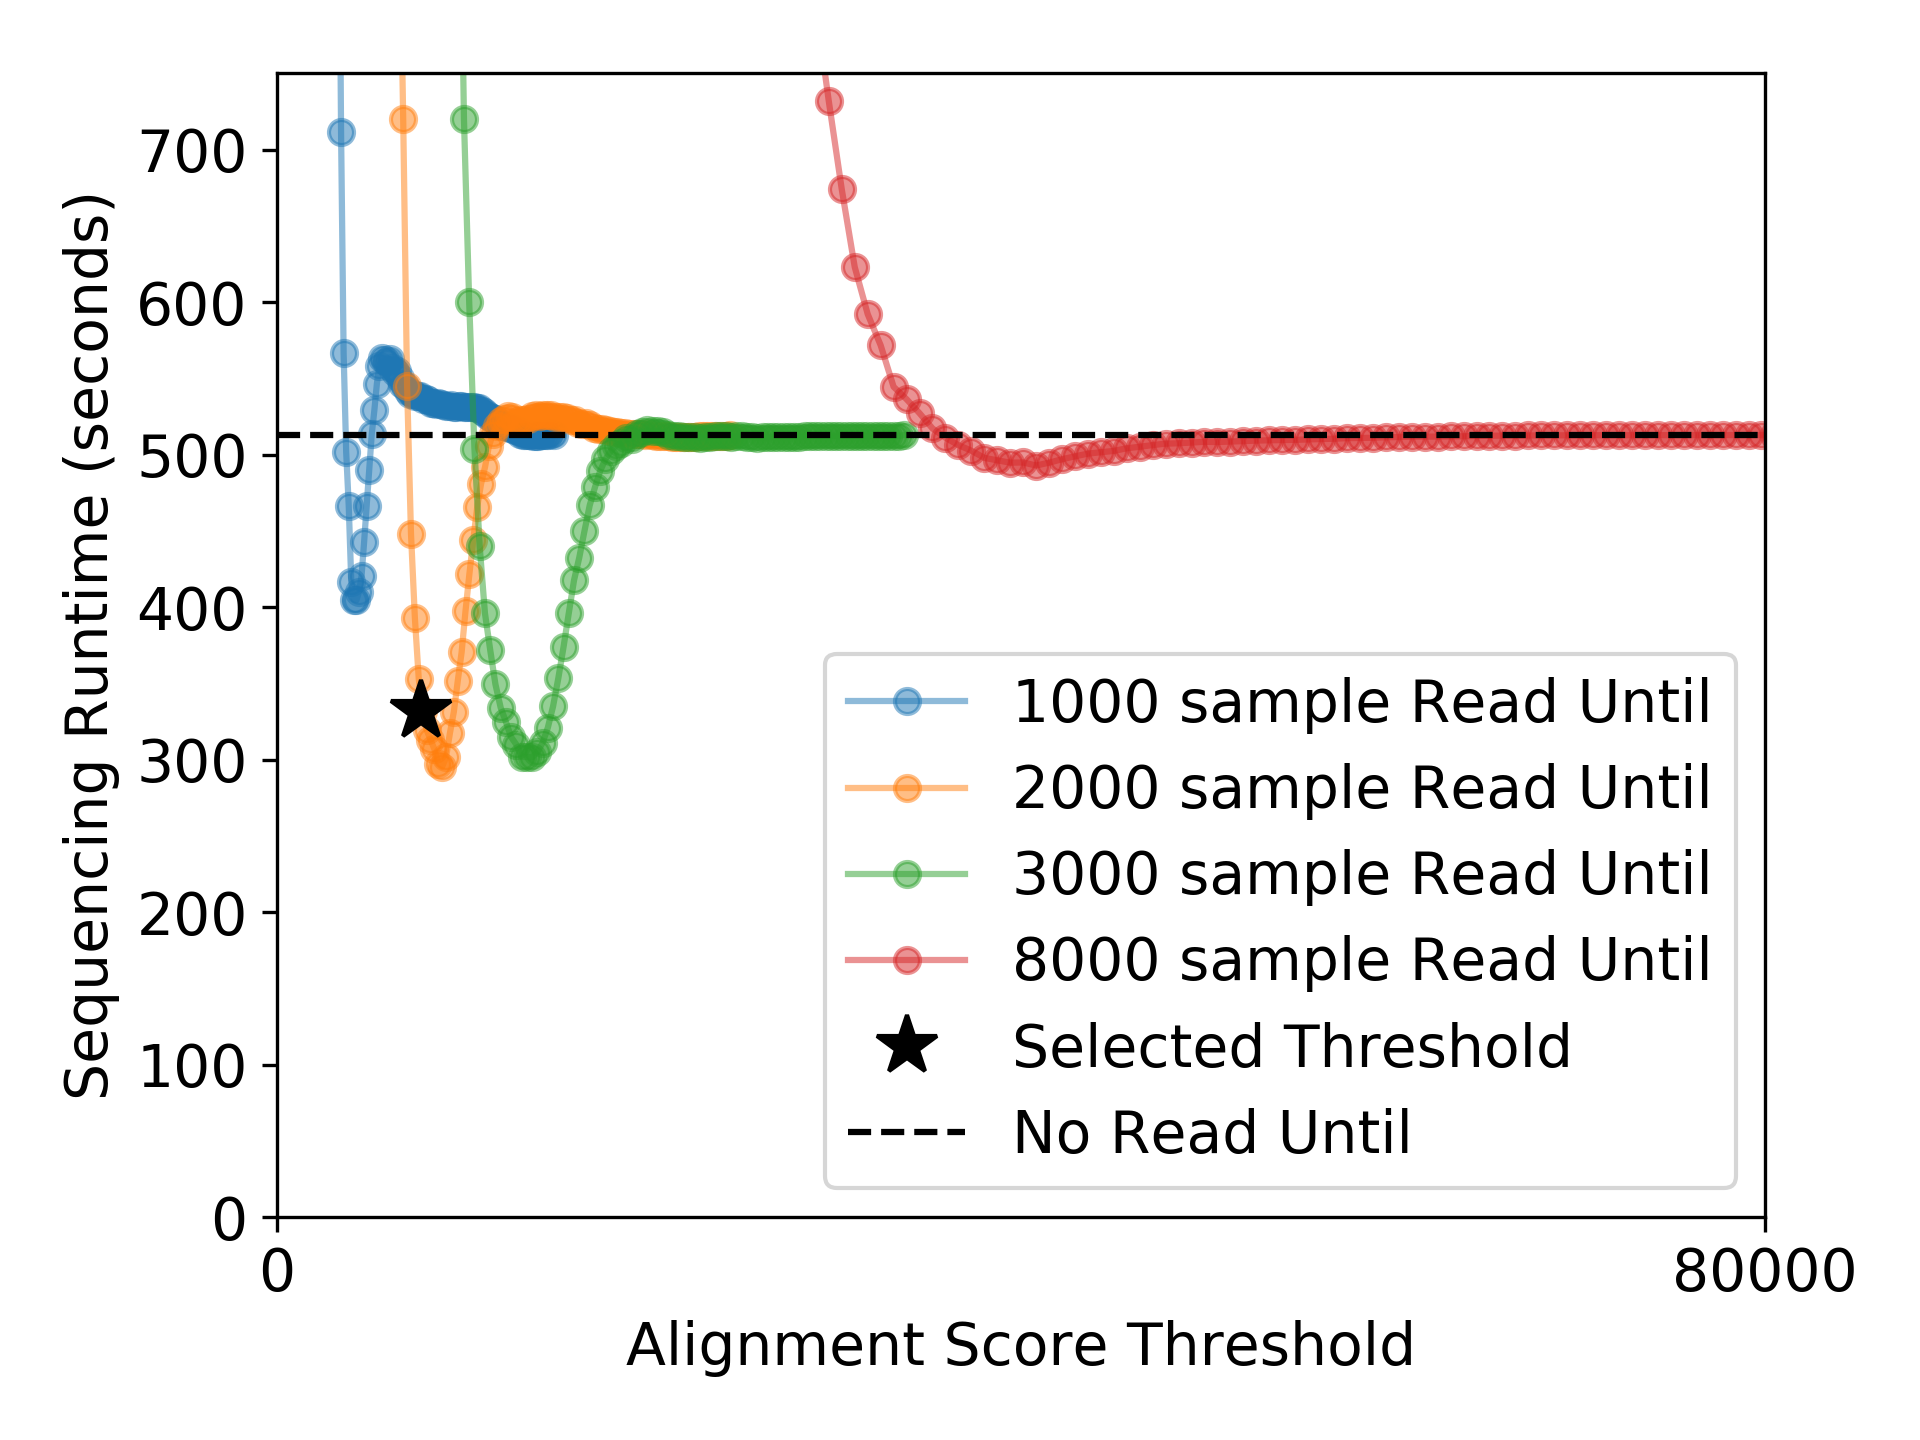 700
600
500
400
300
200
100
0
Sequencing Runtime (seconds)
1000 sample Read Until
2000 sample Read Until
3000 sample Read Until
8000 sample Read Until
Selected Threshold
No Read Until
0
80000
Alignment Score Threshold